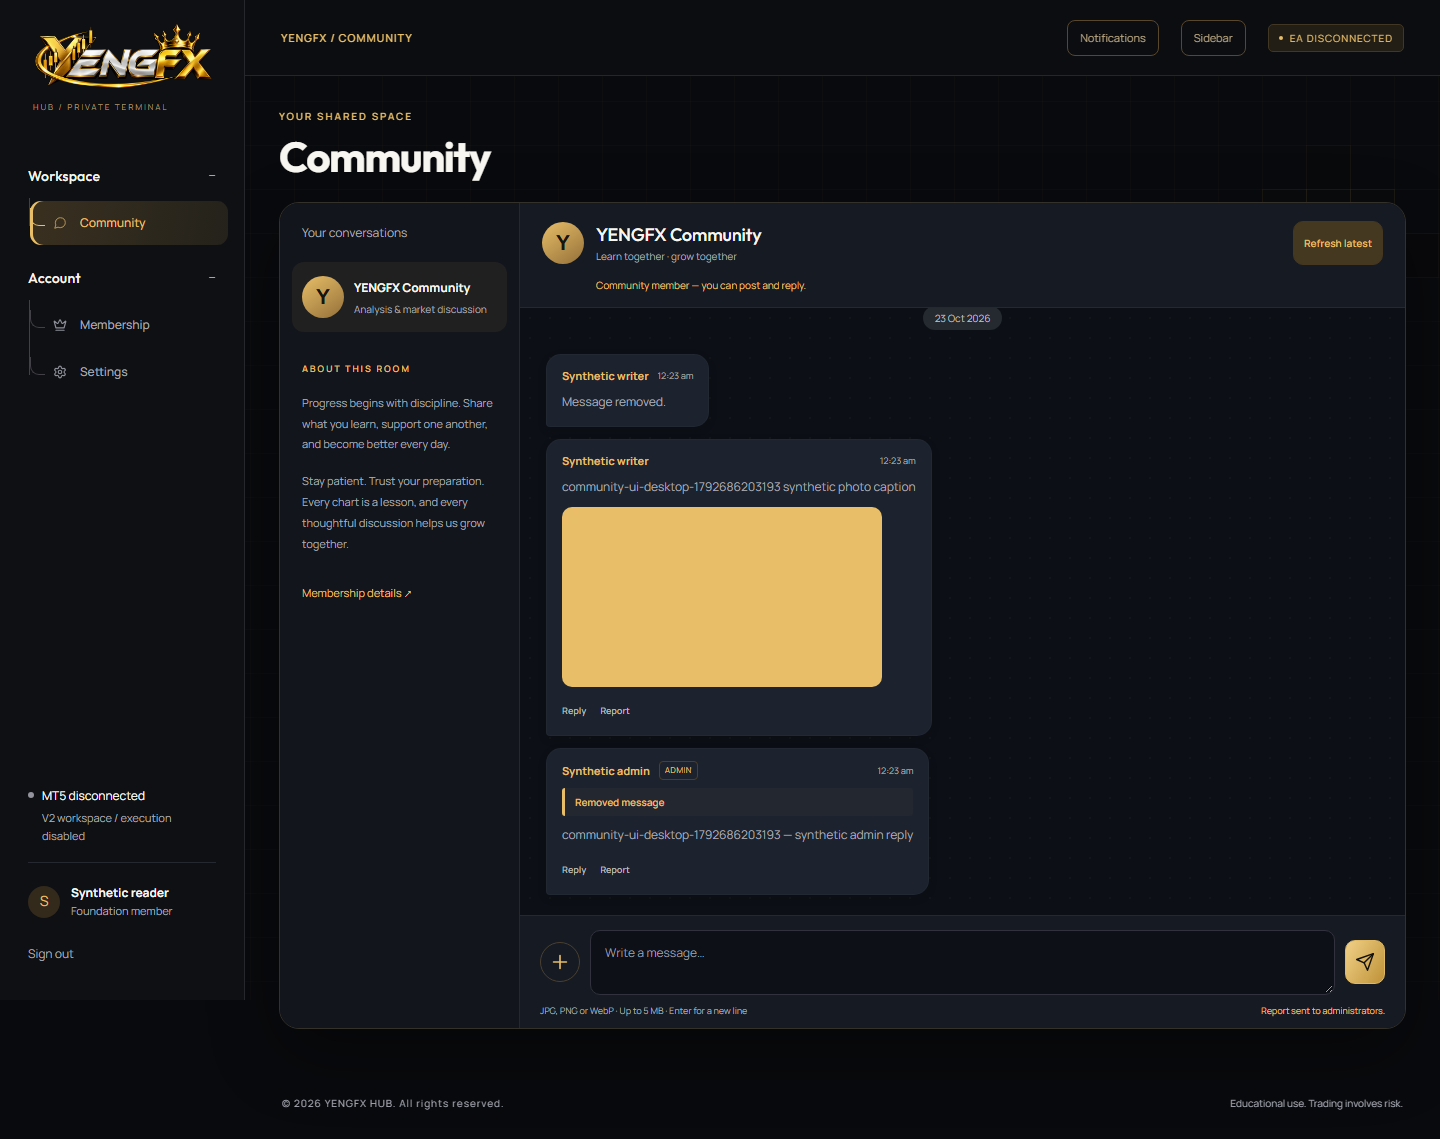 YENGFX
HUB / PRIVATE TERMINAL
Workspace
Community
Account
Membership
Settings
MT5 disconnected
V2 workspace / execution
disabled
S
Synthetic reader
Foundation member
Sign out
YENGFX / COMMUNITY
Notifications
Sidebar
EA DISCONNECTED
YOUR SHARED SPACE
Community
Your conversations
Y
YENGFX Community
Analysis & market discussion
ABOUT THIS ROOM
Progress begins with discipline. Share
what you learn, support one another,
and become better every day.
Stay patient. Trust your preparation.
Every chart is a lesson, and every
thoughtful discussion helps us grow
together.
Membership details ↗
Y
YENGFX Community
Learn together · grow together
Community member — you can post and reply.
Refresh latest
23 Oct 2026
Synthetic writer 12:23 am
Message removed.
Synthetic writer 12:23 am
community-ui-desktop-1792686203193 synthetic photo caption
Reply Report
Synthetic admin ADMIN 12:23 am
Removed message
community-ui-desktop-1792686203193 — synthetic admin reply
Reply Report
Write a message...
JPG, PNG or WebP · Up to 5 MB · Enter for a new line
Report sent to administrators.
© 2026 YENGFX HUB. All rights reserved.
Educational use. Trading involves risk.